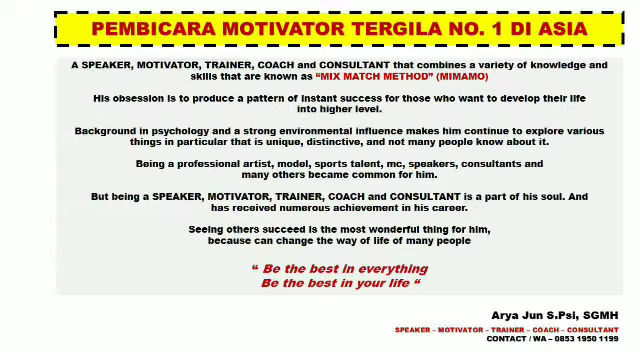 PEMBICARA MOTIVATOR TERGILA NO. 1 DI ASIA
A SPEAKER, MOTIVATOR, TRAINER, COACH and CONSULTANT that combines a variety of knowledge and
skills that are known as “MIX MATCH METHOD” (MIMAMO)
His obsession is to produce a pattern of instant success for those who want to develop their life
into higher level.
Background in psychology and a strong environmental influence makes him continue to explore various
things in particular that is unique, distinctive, and not many people know about it.
Being a professional artist, model, sports talent, mc, speakers, consultants and
many others became common for him.
But being a SPEAKER, MOTIVATOR, TRAINER, COACH and CONSULTANT is a part of his soul. And
has received numerous achievement in his career.
Seeing others succeed is the most wonderful thing for him,
because can change the way of life of many people
“ Be the best in everything
Be the best in your life “
Arya Jun S.Psi, SGMH
SPEAKER – MOTIVATOR – TRAINER – COACH – CONSULTANT
CONTACT / WA – 0853 1950 1199